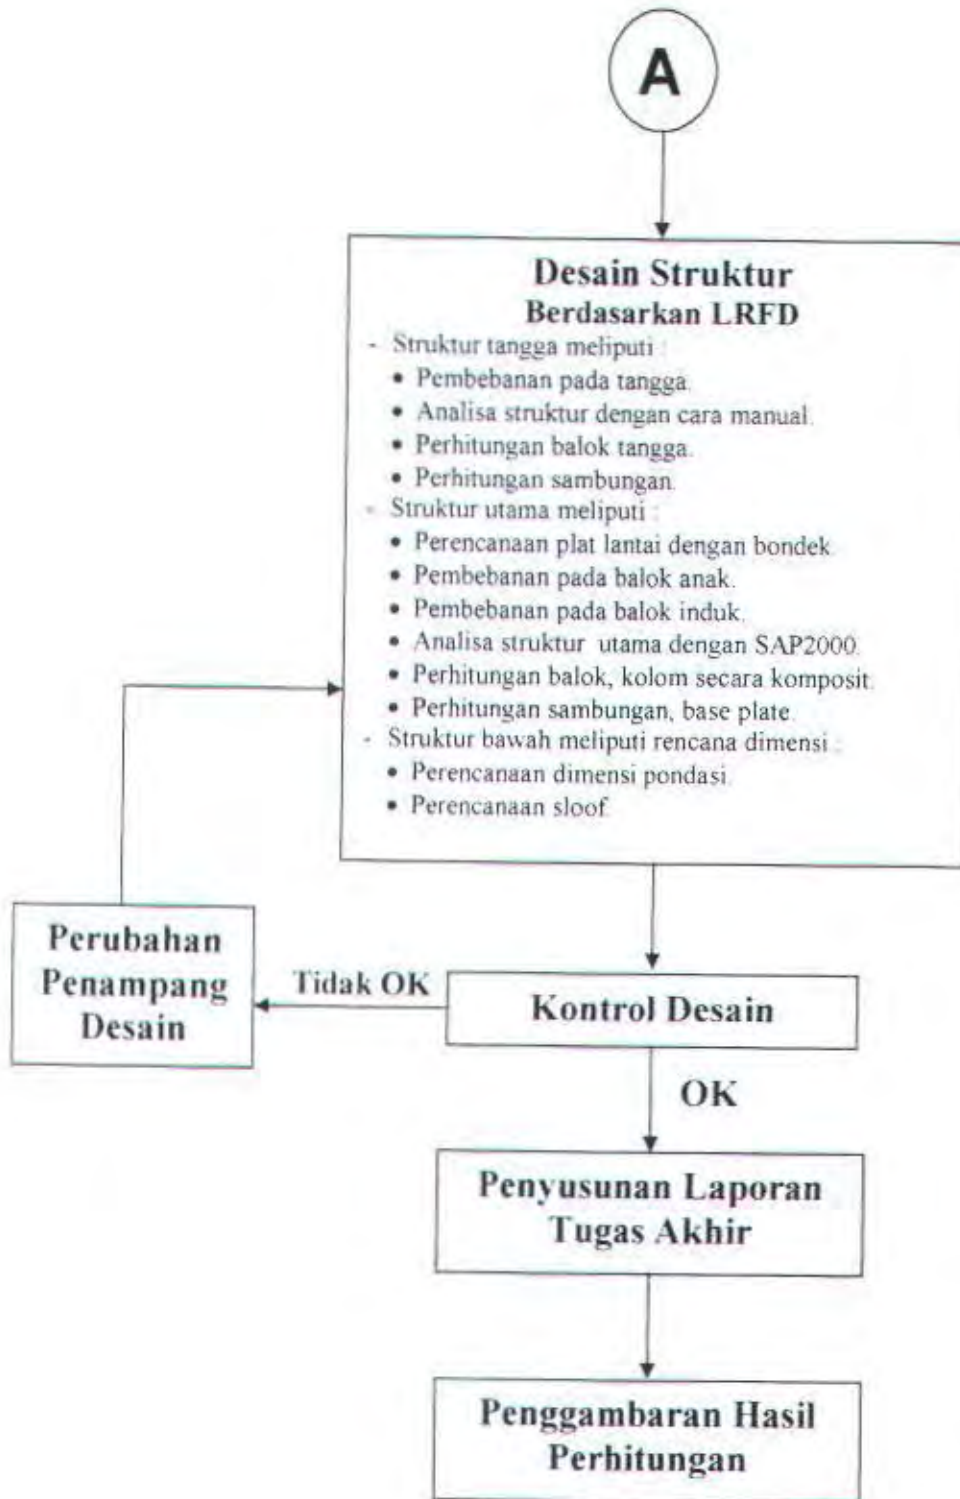 A
Desain Struktur
Berdasarkan LRFD
- Struktur tangga meliputi :
• Pembebanan pada tangga.
• Analisa struktur dengan cara manual.
• Perhitungan balok tangga.
• Perhitungan sambungan.
- Struktur utama meliputi :
• Perencanaan plat lantai dengan bondek.
• Pembebanan pada balok anak.
• Pembebanan pada balok induk.
• Analisa struktur utama dengan SAP2000.
• Perhitungan balok, kolom secara komposit.
• Perhitungan sambungan, base plate.
- Struktur bawah meliputi rencana dimensi :
• Perencanaan dimensi pondasi.
• Perencanaan sloof.
Perubahan
Penampang
Desain
Tidak OK
Kontrol Desain
OK
Penyusunan Laporan
Tugas Akhir
Penggambaran Hasil
Perhitungan